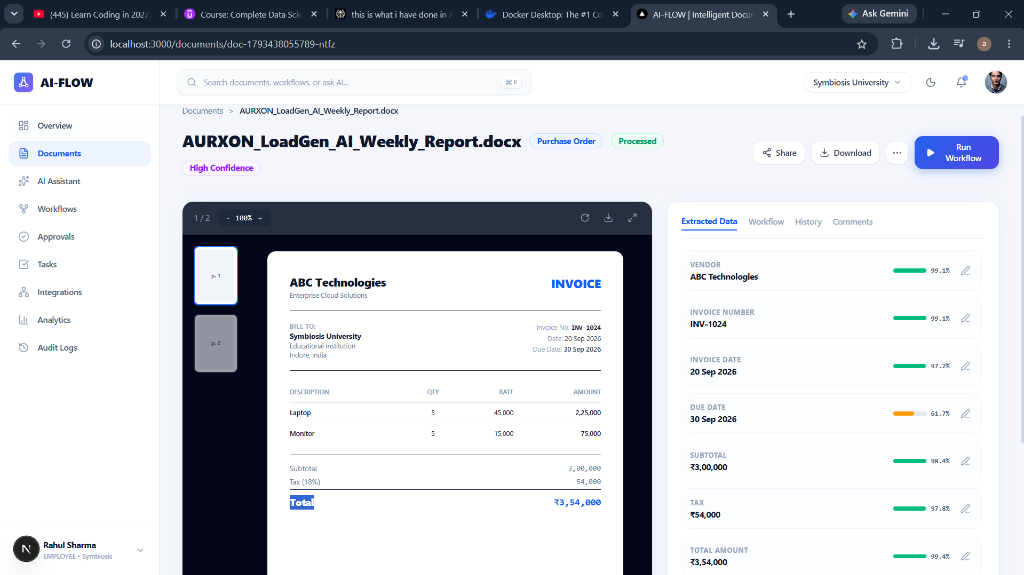 (445) Learn Coding in 202?
Course: Complete Data Scie
this is what i have done in A
Docker Desktop: The #1 Co
AI-FLOW | Intelligent Docum
Ask Gemini
localhost:3000/documents/doc-1793438055789-ntfz
a
AI-FLOW
Search documents, workflows, or ask AI...
⌘K
Symbiosis University
Overview
Documents
AI Assistant
Workflows
Approvals
Tasks
Integrations
Analytics
Audit Logs
N
Rahul Sharma
EMPLOYEE • Symbiosis
Documents > AURXON_LoadGen_AI_Weekly_Report.docx
AURXON_LoadGen_AI_Weekly_Report.docx
Purchase Order
Processed
High Confidence
Share
Download
Run
Workflow
1 / 2
- 100% +
p. 1
p. 2
ABC Technologies
Enterprise Cloud Solutions
INVOICE
BILL TO:
Symbiosis University
Educational Institution
Indore, India
Invoice No: INV-1024
Date: 20 Sep 2026
Due Date: 30 Sep 2026
DESCRIPTION QTY RATE AMOUNT
Laptop 5 45,000 2,25,000
Monitor 5 15,000 75,000
Subtotal 3,00,000
Tax (18%) 54,000
Total ₹3,54,000
Extracted Data Workflow History Comments
VENDOR
ABC Technologies
99.1%
INVOICE NUMBER
INV-1024
99.1%
INVOICE DATE
20 Sep 2026
97.2%
DUE DATE
30 Sep 2026
61.7%
SUBTOTAL
₹3,00,000
98.4%
TAX
₹54,000
97.8%
TOTAL AMOUNT
₹3,54,000
99.4%